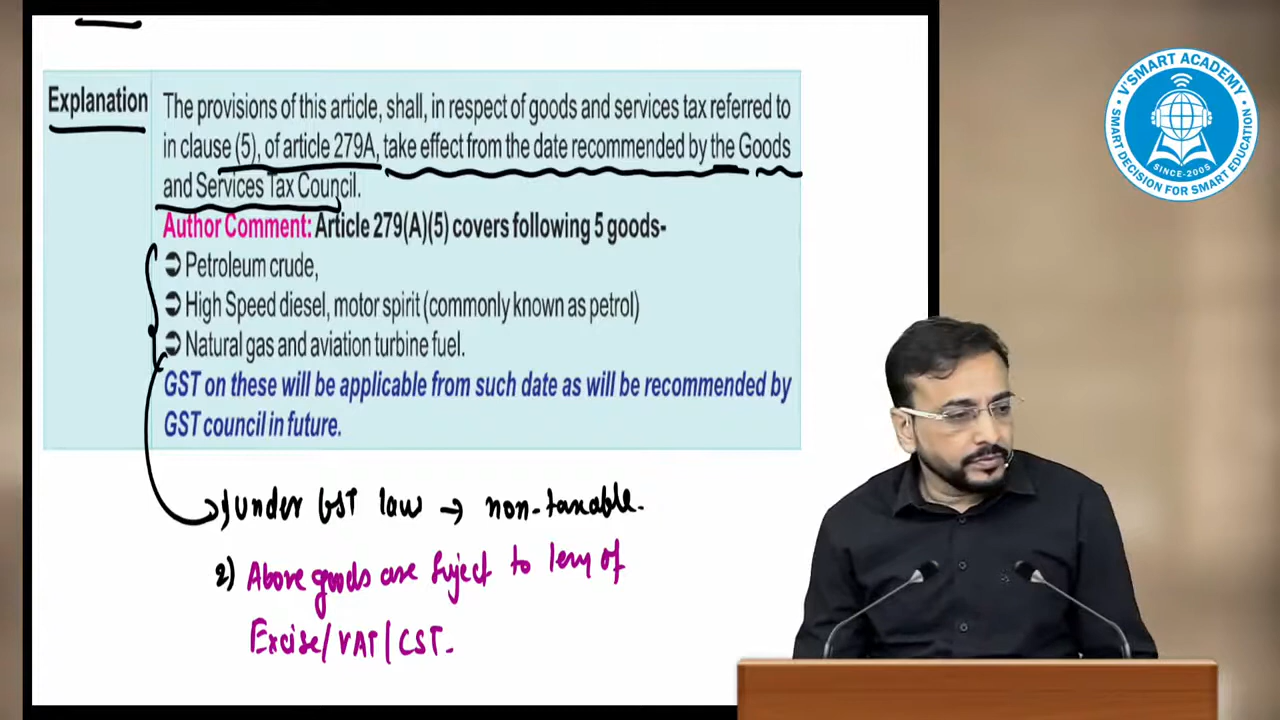 Explanation
The provisions of this article, shall, in respect of goods and services tax referred to
in clause (5), of article 279A, take effect from the date recommended by the Goods
and Services Tax Council.
Author Comment: Article 279(A)(5) covers following 5 goods-
➲ Petroleum crude,
➲ High Speed diesel, motor spirit (commonly known as petrol)
➲ Natural gas and aviation turbine fuel.
GST on these will be applicable from such date as will be recommended by
GST council in future.
1) under GST law → non-taxable.
2) Above goods are Suject to levy of
Excise/VAT/CST.
V'SMART ACADEMY
SINCE-2005
SMART DECISION FOR SMART EDUCATION